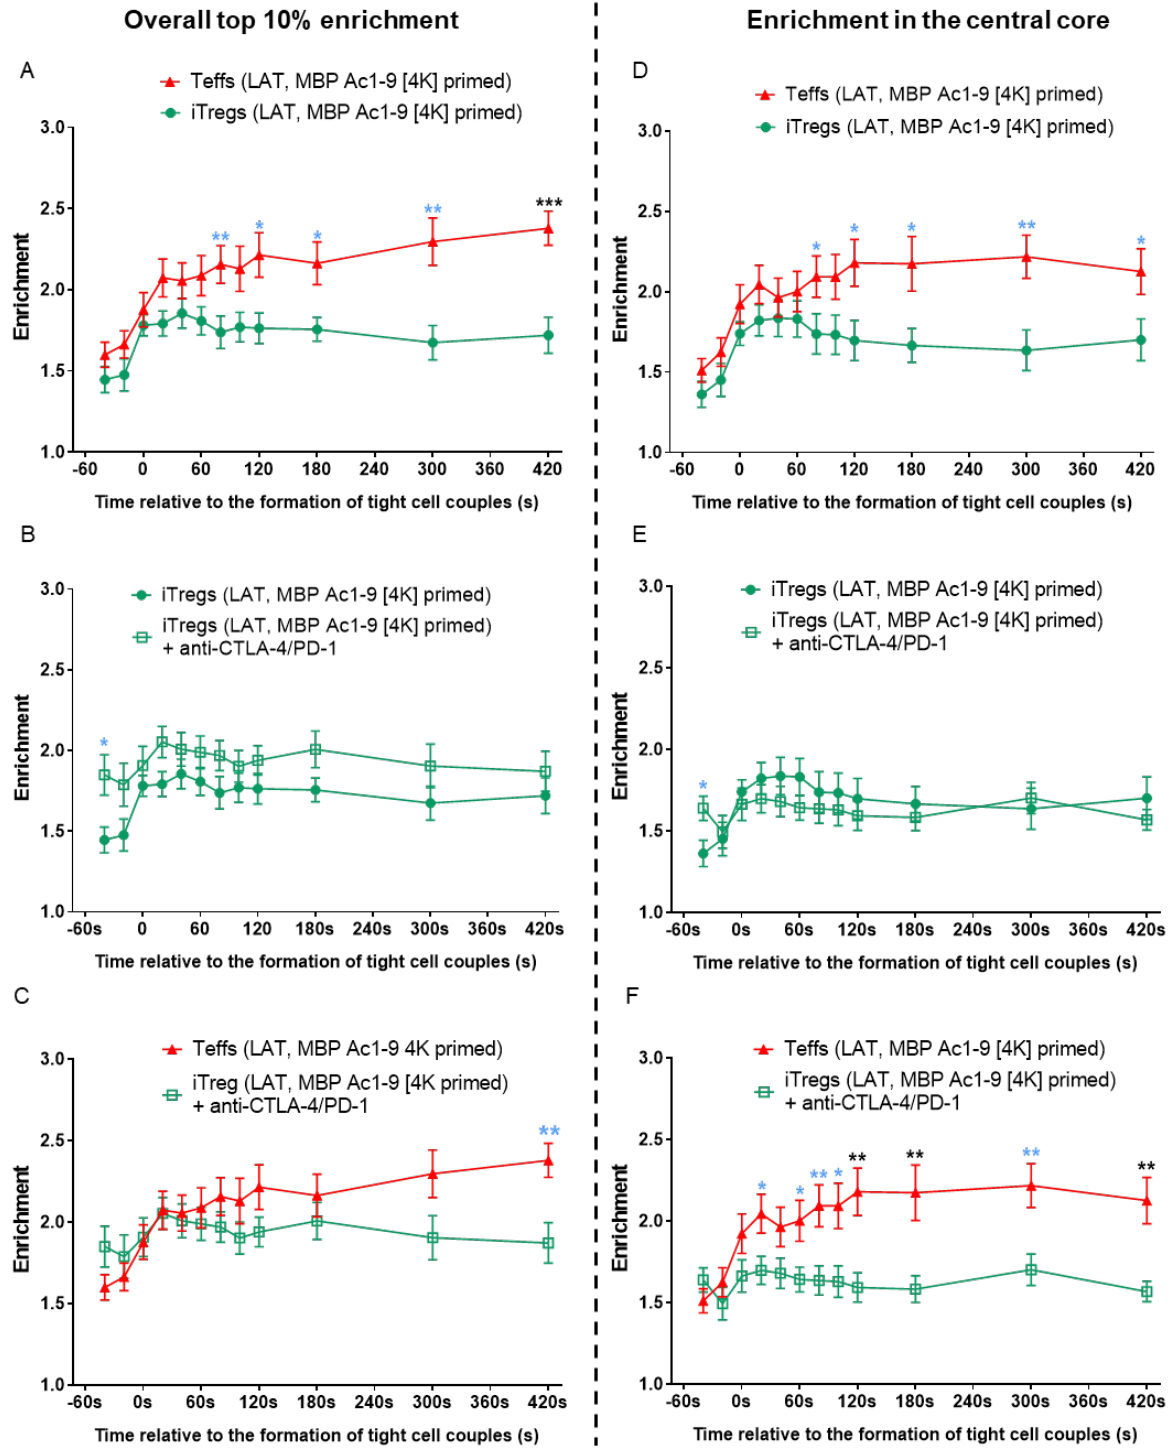 Overall top 10% enrichment
Enrichment in the central core
A
Teffs (LAT, MBP Ac1-9 [4K] primed)
iTregs (LAT, MBP Ac1-9 [4K] primed)
3.0
2.5
2.0
1.5
1.0
Enrichment
** * * ** ***
-60 0 60 120 180 240 300 360 420
Time relative to the formation of tight cell couples (s)
B
iTregs (LAT, MBP Ac1-9 [4K] primed)
iTregs (LAT, MBP Ac1-9 [4K] primed)
+ anti-CTLA-4/PD-1
3.0
2.5
2.0
1.5
1.0
Enrichment
*
-60s 0 60s 120s 180s 240s 300s 360s 420s
Time relative to the formation of tight cell couples (s)
C
Teffs (LAT, MBP Ac1-9 4K primed)
iTreg (LAT, MBP Ac1-9 [4K primed)
+ anti-CTLA-4/PD-1
3.0
2.5
2.0
1.5
1.0
Enrichment
**
-60s 0s 60s 120s 180s 240s 300s 360s 420s
Time relative to the formation of tight cell couples (s)
D
Teffs (LAT, MBP Ac1-9 [4K] primed)
iTregs (LAT, MBP Ac1-9 [4K] primed)
3.0
2.5
2.0
1.5
1.0
Enrichment
* * * ** *
-60 0 60 120 180 240 300 360 420
Time relative to the formation of tight cell couples (s)
E
iTregs (LAT, MBP Ac1-9 [4K] primed)
iTregs (LAT, MBP Ac1-9 [4K] primed)
+ anti-CTLA-4/PD-1
3.0
2.5
2.0
1.5
1.0
Enrichment
*
-60s 0s 60s 120s 180s 240s 300s 360s 420s
Time relative to the formation of tight cell couples (s)
F
Teffs (LAT, MBP Ac1-9 [4K] primed)
iTregs (LAT, MBP Ac1-9 [4K] primed)
+ anti-CTLA-4/PD-1
3.0
2.5
2.0
1.5
1.0
Enrichment
* * ** * ** ** ** **
-60s 0s 60s 120s 180s 240s 300s 360s 420s
Time relative to the formation of tight cell couples (s)